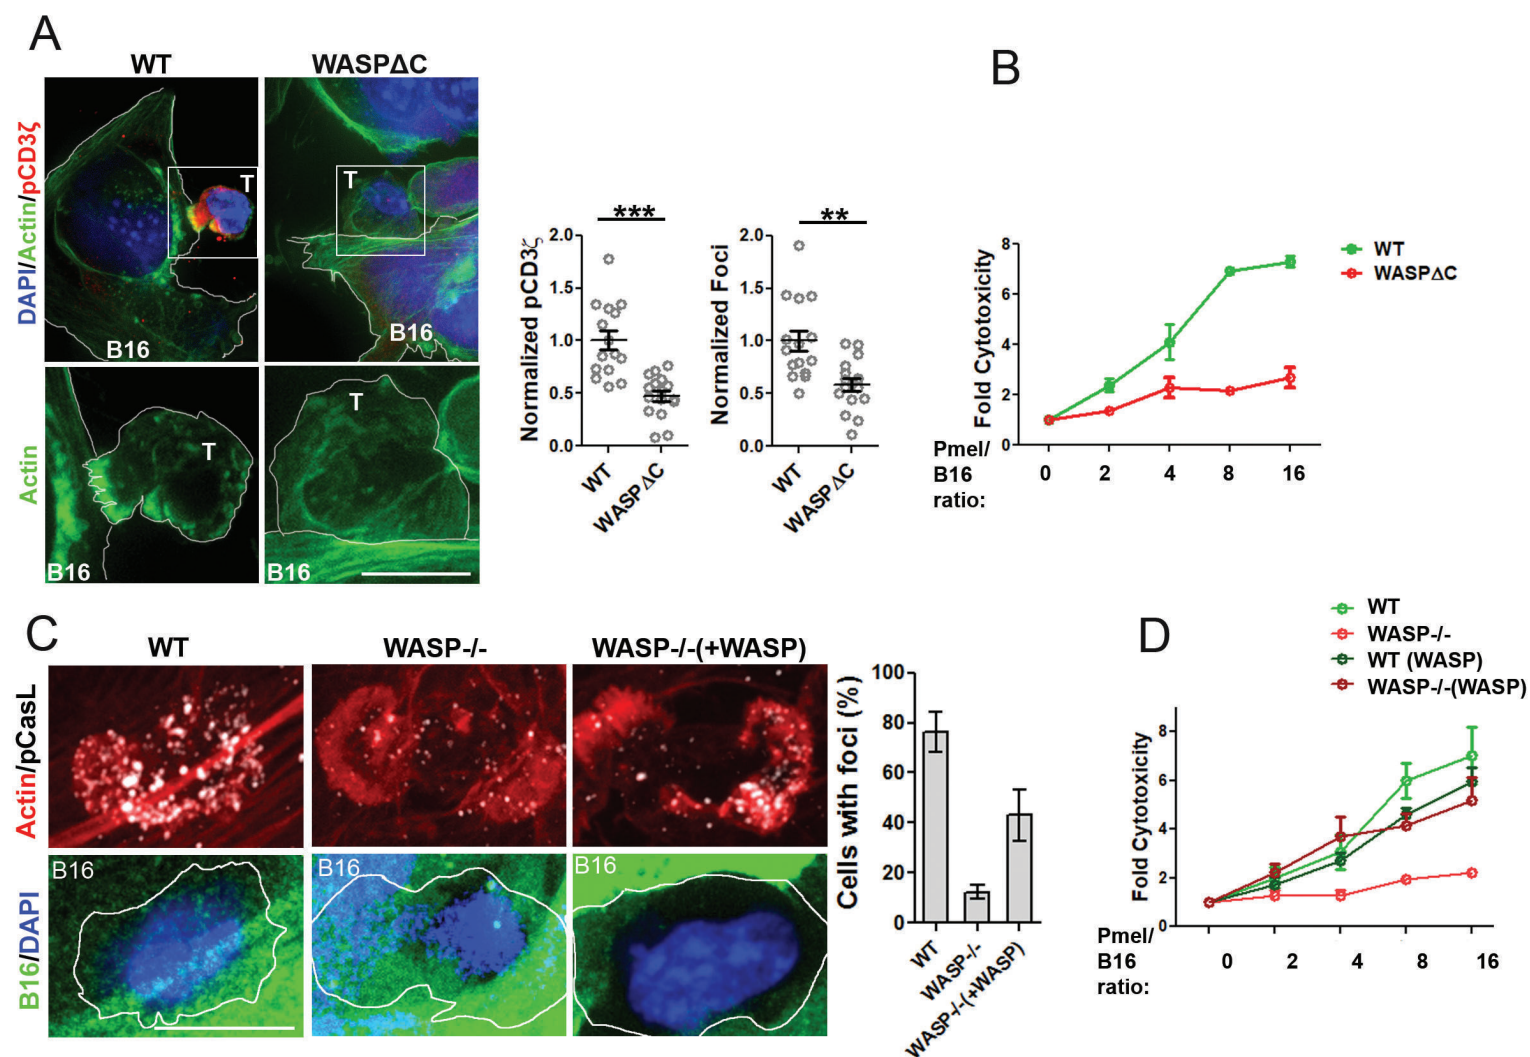 A
WT
WASPΔC
DAPI/Actin/pCD3ζ
T
T
B16
B16
Actin
T
T
B16
B16
***
Normalized pCD3ζ
2.0
1.5
1.0
0.5
0.0
WT
WASPΔC
**
Normalized Foci
2.0
1.5
1.0
0.5
0.0
WT
WASPΔC
B
Fold Cytotoxicity
8
6
4
2
0
Pmel/
B16
ratio:
0 2 4 8 16
WT
WASPΔC
C
WT
WASP-/-
WASP-/-(+WASP)
Actin/pCasL
B16/DAPI
B16
B16
B16
Cells with foci (%)
100
80
60
40
20
0
WT
WASP-/-
WASP-/-(+WASP)
D
WT
WASP-/-
WT (WASP)
WASP-/-(WASP)
Fold Cytotoxicity
8
6
4
2
0
Pmel/
B16
ratio:
0 2 4 8 16